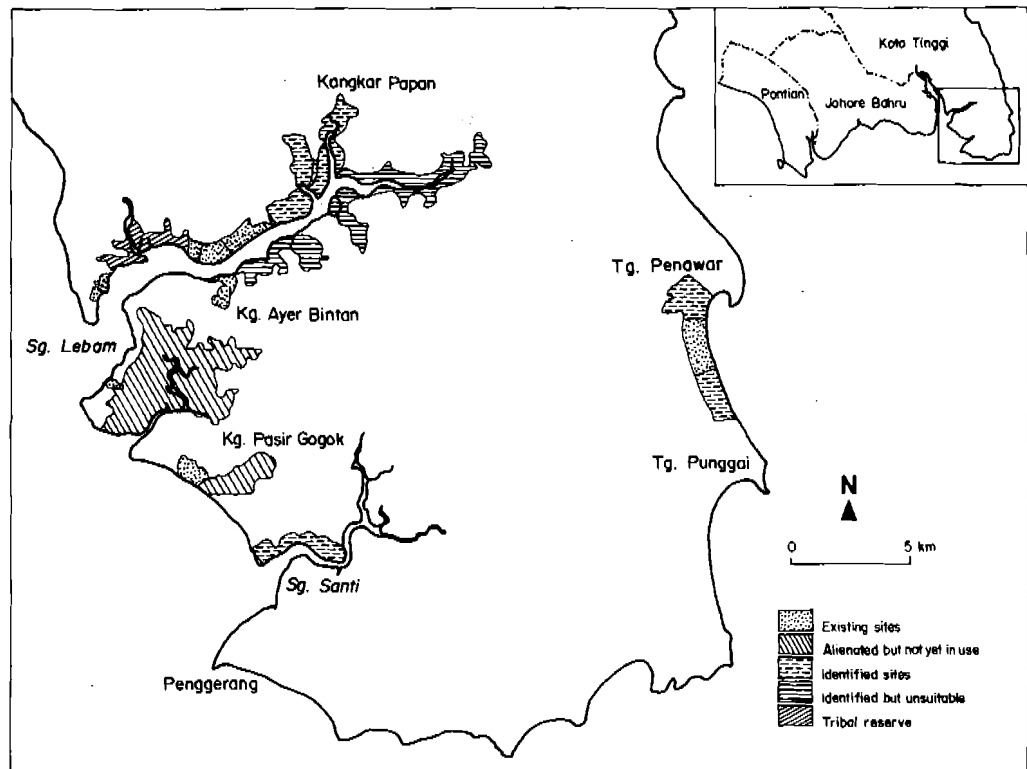 Kota Tinggi
Pontian
Johore Bahru
Kangkar Papan
Tg. Penawar
Kg. Ayer Bintan
Sg. Lebam
Kg. Pasir Gogok
Tg. Punggai
N
0 5 km
Sg. Santi
Penggerang
Existing sites
Alienated but not yet in use
Identified sites
Identified but unsuitable
Tribal reserve